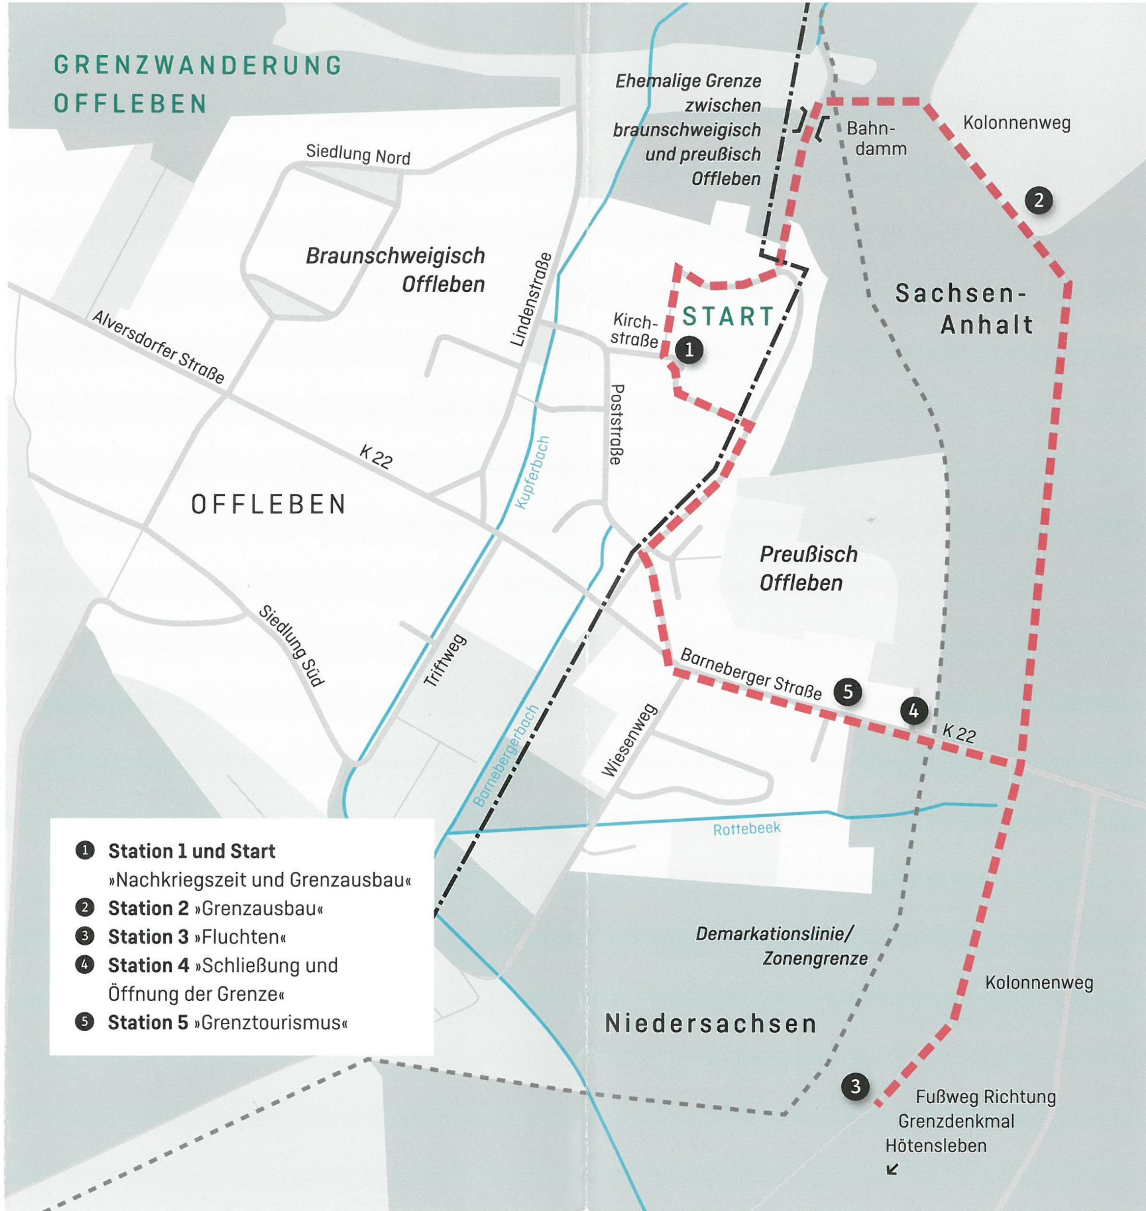 GRENZWANDERUNG
OFFLEBEN
Ehemalige Grenze
zwischen
braunschweigisch
und preußisch
Offleben
Bahn-
damm
Kolonnenweg
2
Siedlung Nord
Braunschweigisch
Offleben
Lindenstraße
Sachsen-
Anhalt
Kirch-
straße
START
1
Alversdorfer Straße
Poststraße
K 22
Kupferbach
OFFLEBEN
Preußisch
Offleben
Siedlung Süd
Triftweg
Barneberger Straße
5
4
K 22
Barnebergerbach
Wiesenweg
Rottebeek
1 Station 1 und Start
»Nachkriegszeit und Grenzausbau«
2 Station 2 »Grenzausbau«
3 Station 3 »Fluchten«
4 Station 4 »Schließung und
Öffnung der Grenze«
5 Station 5 »Grenztourismus«
Demarkationslinie/
Zonengrenze
Kolonnenweg
Niedersachsen
3
Fußweg Richtung
Grenzdenkmal
Hötensleben
↙